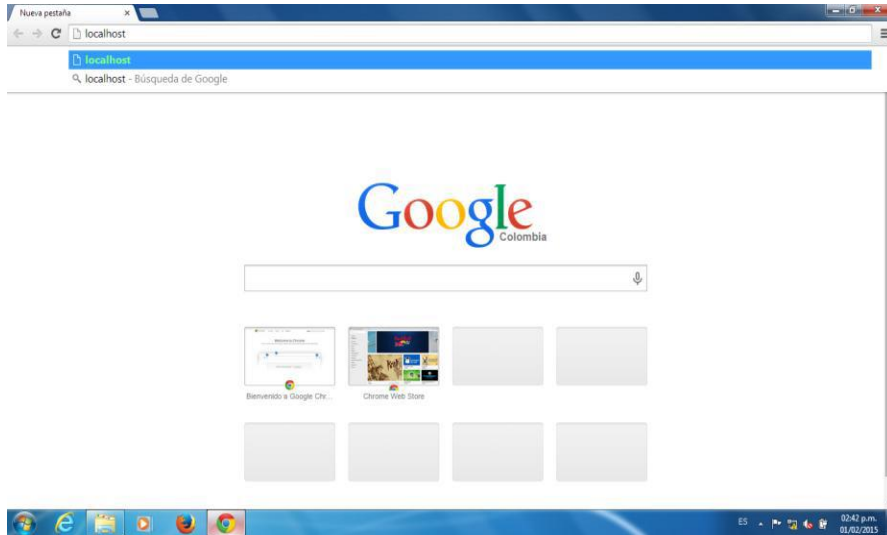 Nueva pestaña
localhost
localhost
localhost - Búsqueda de Google
Google
Colombia
Bienvenido a Google Chr...
Chrome Web Store
ES
02:42 p.m.
01/02/2015